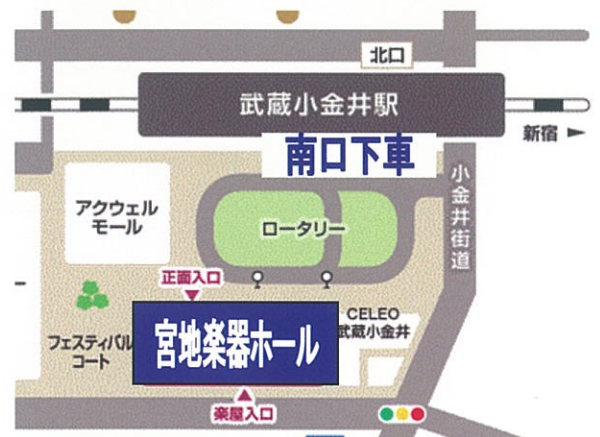 北口
武蔵小金井駅
新宿
南口下車
小金井街道
アクウェル
モール
ロータリー
正面入口
CELEO
武蔵小金井
宮地楽器ホール
フェスティバル
コート
楽屋入口